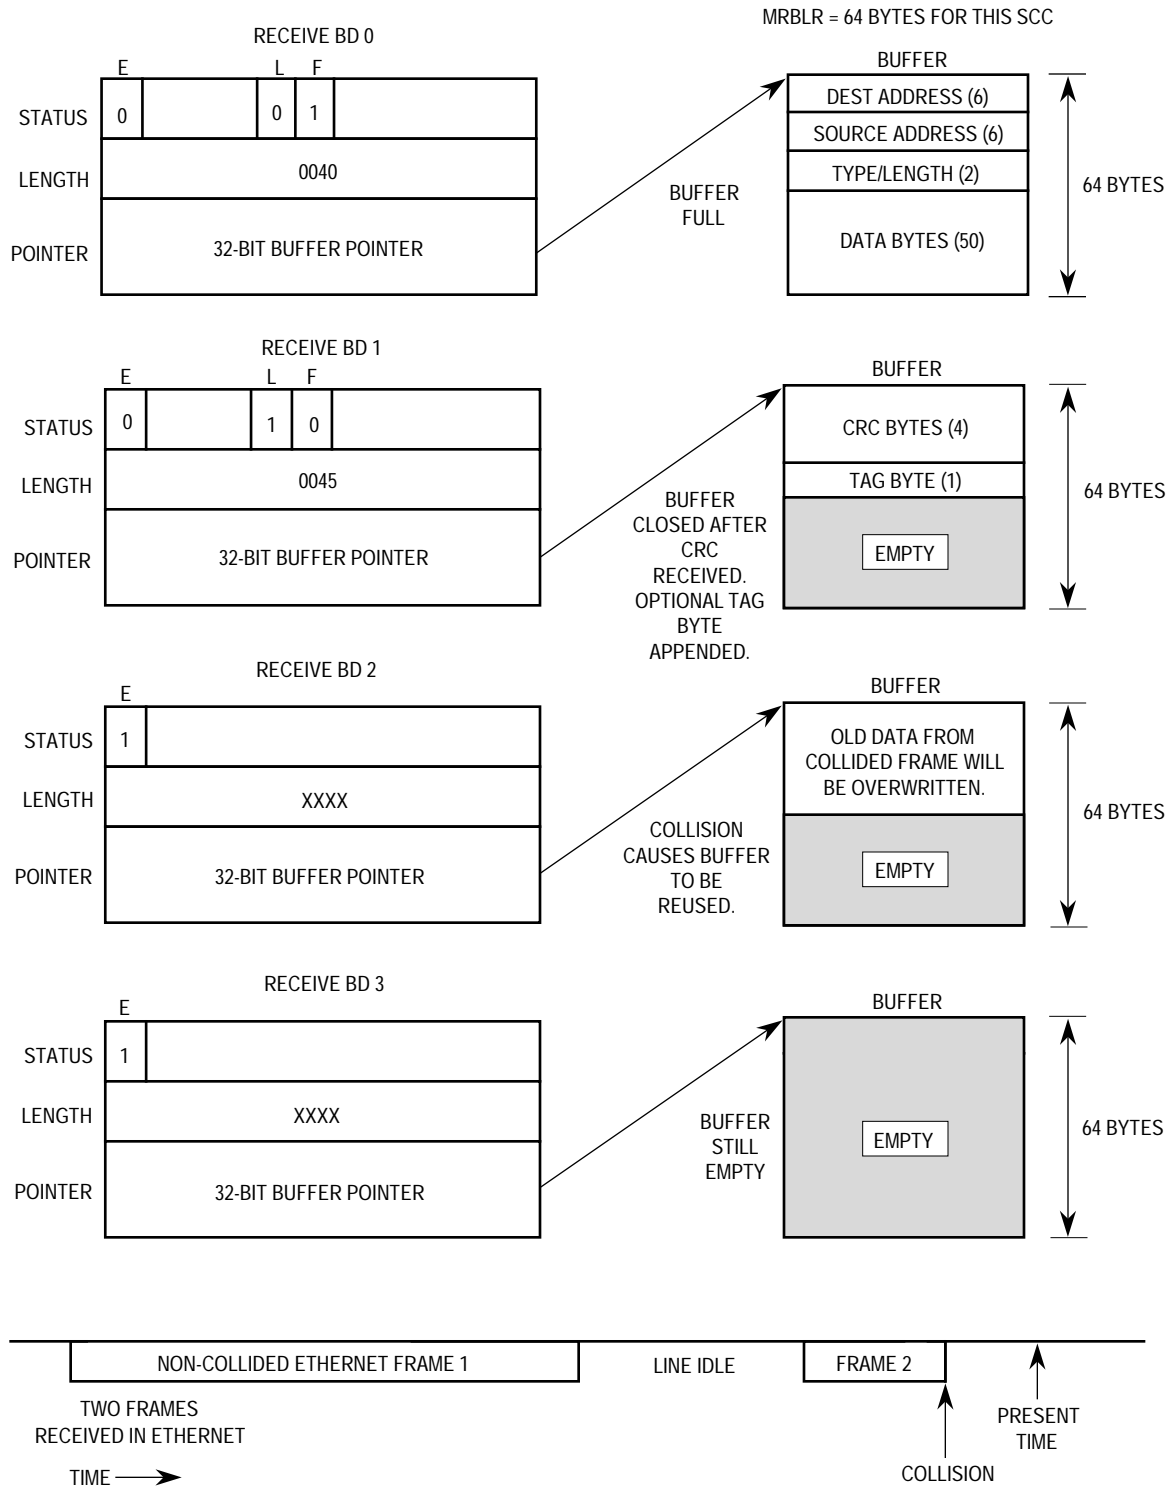 MRBLR = 64 BYTES FOR THIS SCC
RECEIVE BD 0
E L F
STATUS 0 0 1
LENGTH 0040
POINTER 32-BIT BUFFER POINTER
BUFFER
FULL
BUFFER
DEST ADDRESS (6)
SOURCE ADDRESS (6)
TYPE/LENGTH (2)
DATA BYTES (50)
64 BYTES
RECEIVE BD 1
E L F
STATUS 0 1 0
LENGTH 0045
POINTER 32-BIT BUFFER POINTER
BUFFER
CLOSED AFTER
CRC
RECEIVED.
OPTIONAL TAG
BYTE
APPENDED.
BUFFER
CRC BYTES (4)
TAG BYTE (1)
EMPTY
64 BYTES
RECEIVE BD 2
E
STATUS 1
LENGTH XXXX
POINTER 32-BIT BUFFER POINTER
COLLISION
CAUSES BUFFER
TO BE
REUSED.
BUFFER
OLD DATA FROM
COLLIDED FRAME WILL
BE OVERWRITTEN.
EMPTY
64 BYTES
RECEIVE BD 3
E
STATUS 1
LENGTH XXXX
POINTER 32-BIT BUFFER POINTER
BUFFER
STILL
EMPTY
BUFFER
EMPTY
64 BYTES
NON-COLLIDED ETHERNET FRAME 1
LINE IDLE
FRAME 2
TWO FRAMES
RECEIVED IN ETHERNET
PRESENT
TIME
TIME
COLLISION